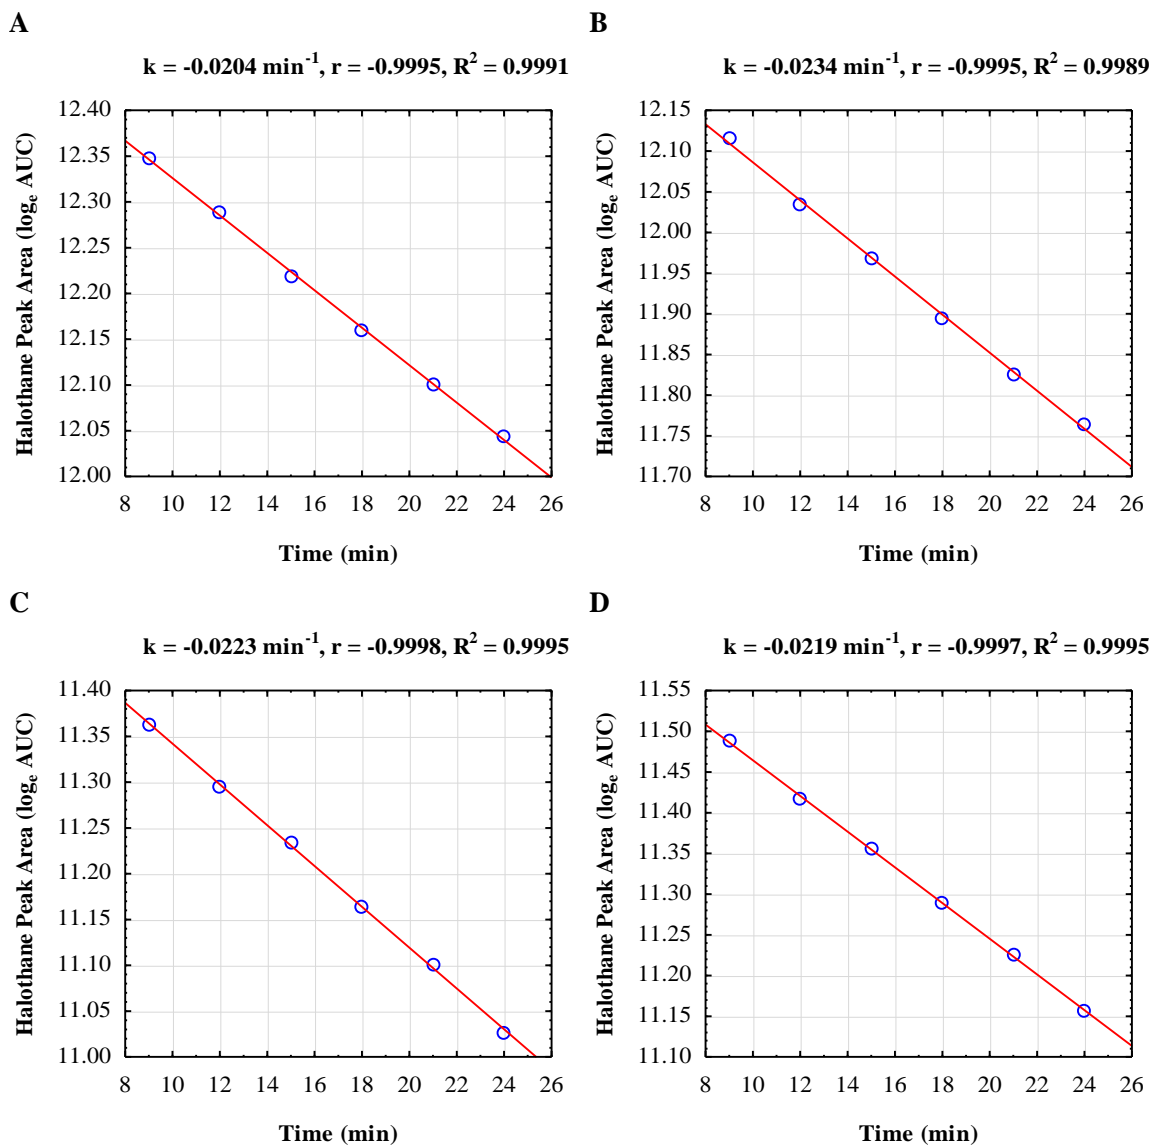 A
k = -0.0204 min⁻¹, r = -0.9995, R² = 0.9991
Halothane Peak Area (logₑ AUC)
12.40
12.35
12.30
12.25
12.20
12.15
12.10
12.05
12.00
8 10 12 14 16 18 20 22 24 26
Time (min)
B
k = -0.0234 min⁻¹, r = -0.9995, R² = 0.9989
Halothane Peak Area (logₑ AUC)
12.15
12.10
12.05
12.00
11.95
11.90
11.85
11.80
11.75
11.70
8 10 12 14 16 18 20 22 24 26
Time (min)
C
k = -0.0223 min⁻¹, r = -0.9998, R² = 0.9995
Halothane Peak Area (logₑ AUC)
11.40
11.35
11.30
11.25
11.20
11.15
11.10
11.05
11.00
8 10 12 14 16 18 20 22 24 26
Time (min)
D
k = -0.0219 min⁻¹, r = -0.9997, R² = 0.9995
Halothane Peak Area (logₑ AUC)
11.55
11.50
11.45
11.40
11.35
11.30
11.25
11.20
11.15
11.10
8 10 12 14 16 18 20 22 24 26
Time (min)